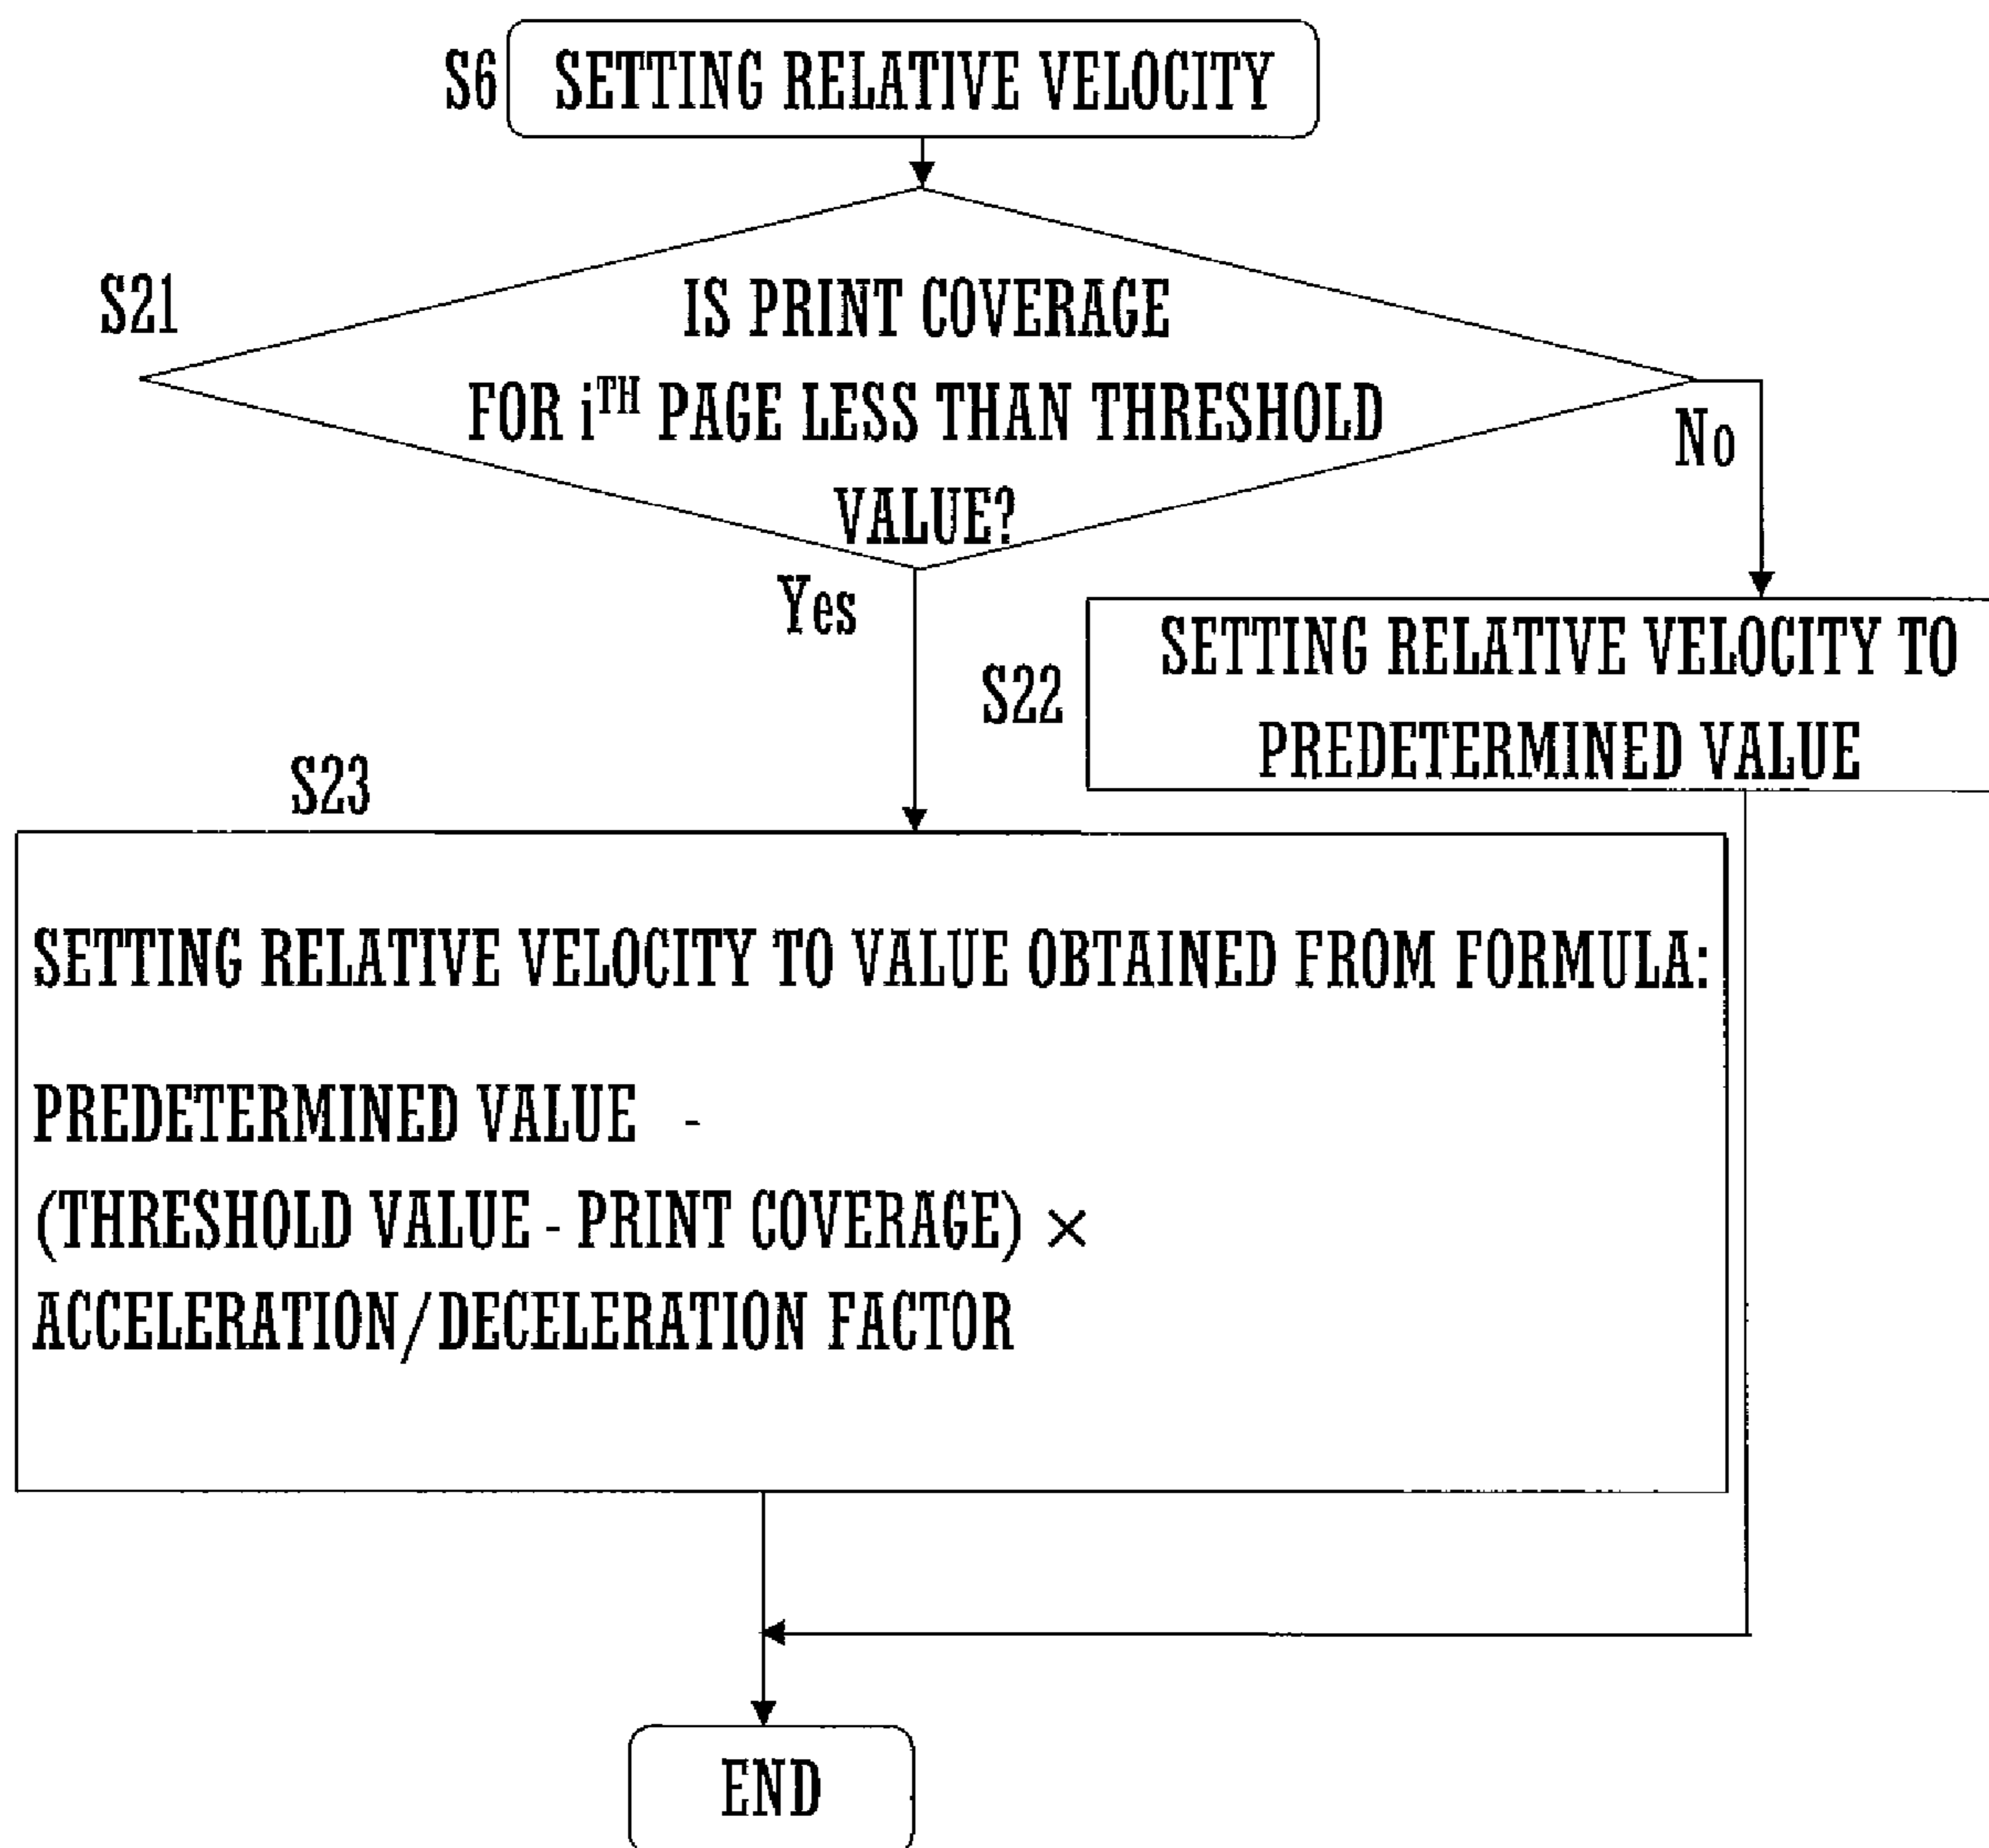 S6 SETTING RELATIVE VELOCITY
S21
IS PRINT COVERAGE
FOR iTH PAGE LESS THAN THRESHOLD
VALUE?
No
Yes
S22
SETTING RELATIVE VELOCITY TO
PREDETERMINED VALUE
S23
SETTING RELATIVE VELOCITY TO VALUE OBTAINED FROM FORMULA:
PREDETERMINED VALUE -
(THRESHOLD VALUE - PRINT COVERAGE) ×
ACCELERATION/DECELERATION FACTOR
END